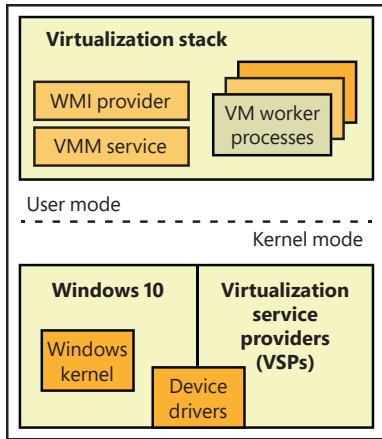 Virtualization stack
WMI provider
VMM service
VM worker
processes
User mode
Kernel mode
Windows 10
Windows
kernel
Virtualization
service
providers
(VSPs)
Device
drivers